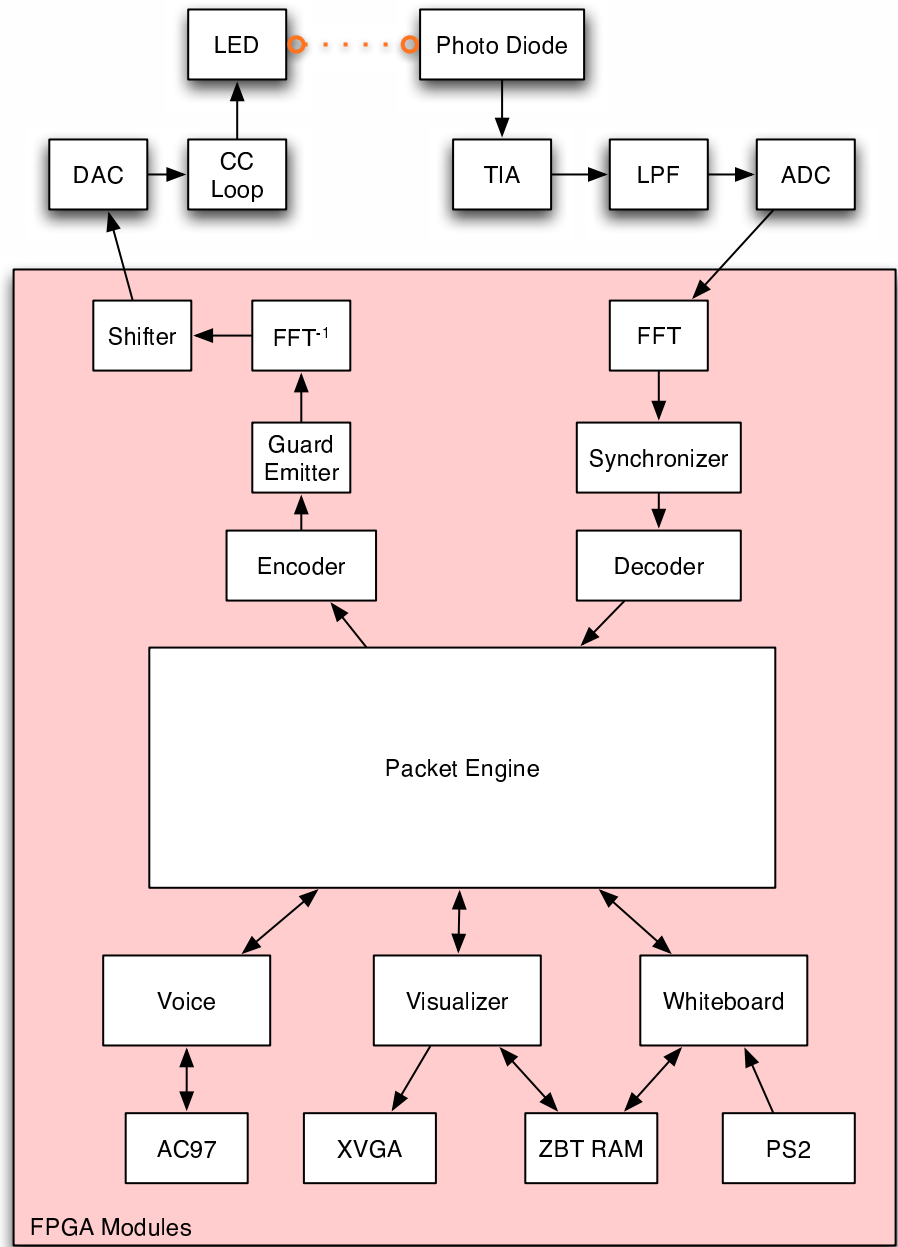 LED
Photo Diode
DAC
CC
Loop
TIA
LPF
ADC
Shifter
FFT⁻¹
FFT
Guard
Emitter
Synchronizer
Encoder
Decoder
Packet Engine
Voice
Visualizer
Whiteboard
AC97
XVGA
ZBT RAM
PS2
FPGA Modules